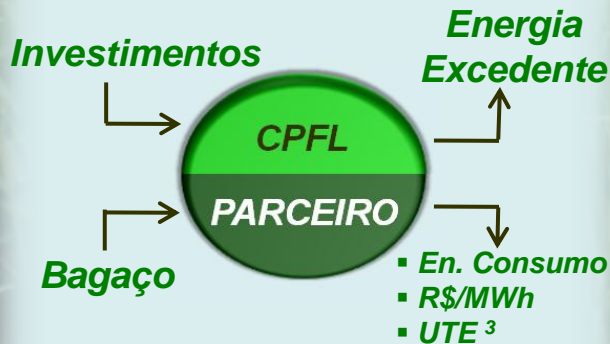 Investimentos
Energia
Excedente
CPFL
PARCEIRO
Bagaço
▪ En. Consumo
▪ R$/MWh
▪ UTE ³